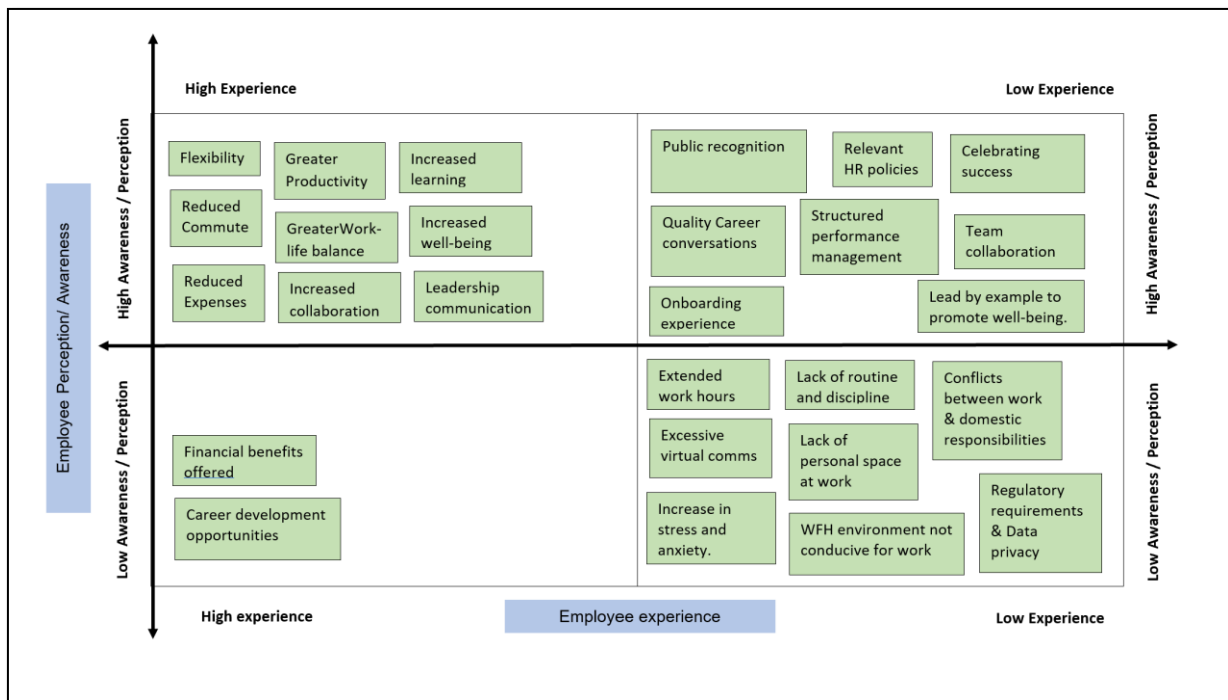 High Experience
Low Experience
Employee Perception/ Awareness
High Awareness / Perception
Flexibility
Greater
Productivity
Increased
learning
Reduced
Commute
GreaterWork-
life balance
Increased
well-being
Reduced
Expenses
Increased
collaboration
Leadership
communication
Public recognition
Relevant
HR policies
Celebrating
success
Quality Career
conversations
Structured
performance
management
Team
collaboration
Onboarding
experience
Lead by example to
promote well-being.
High Awareness / Perception
Low Awareness / Perception
Financial benefits
offered
Career development
opportunities
Extended
work hours
Lack of routine
and discipline
Conflicts
between work
& domestic
responsibilities
Excessive
virtual comms
Lack of
personal space
at work
Increase in
stress and
anxiety.
WFH environment not
conducive for work
Regulatory
requirements
& Data
privacy
Low Awareness / Perception
High experience
Employee experience
Low Experience